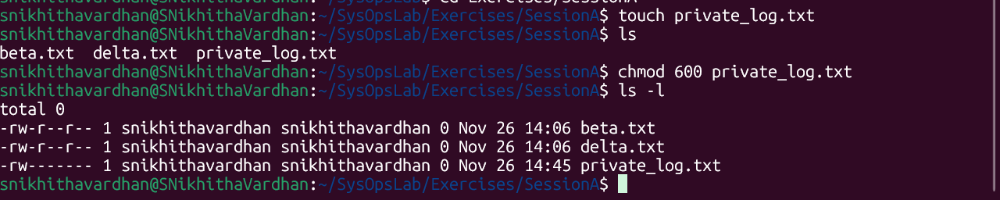 snikhithavardhan@SNikhithaVardhan:~/SysOpsLab$ cd Exercises/SessionA
snikhithavardhan@SNikhithaVardhan:~/SysOpsLab/Exercises/SessionA$ touch private_log.txt
snikhithavardhan@SNikhithaVardhan:~/SysOpsLab/Exercises/SessionA$ ls
beta.txt  delta.txt  private_log.txt
snikhithavardhan@SNikhithaVardhan:~/SysOpsLab/Exercises/SessionA$ chmod 600 private_log.txt
snikhithavardhan@SNikhithaVardhan:~/SysOpsLab/Exercises/SessionA$ ls -l
total 0
-rw-r--r-- 1 snikhithavardhan snikhithavardhan 0 Nov 26 14:06 beta.txt
-rw-r--r-- 1 snikhithavardhan snikhithavardhan 0 Nov 26 14:06 delta.txt
-rw------- 1 snikhithavardhan snikhithavardhan 0 Nov 26 14:45 private_log.txt
snikhithavardhan@SNikhithaVardhan:~/SysOpsLab/Exercises/SessionA$